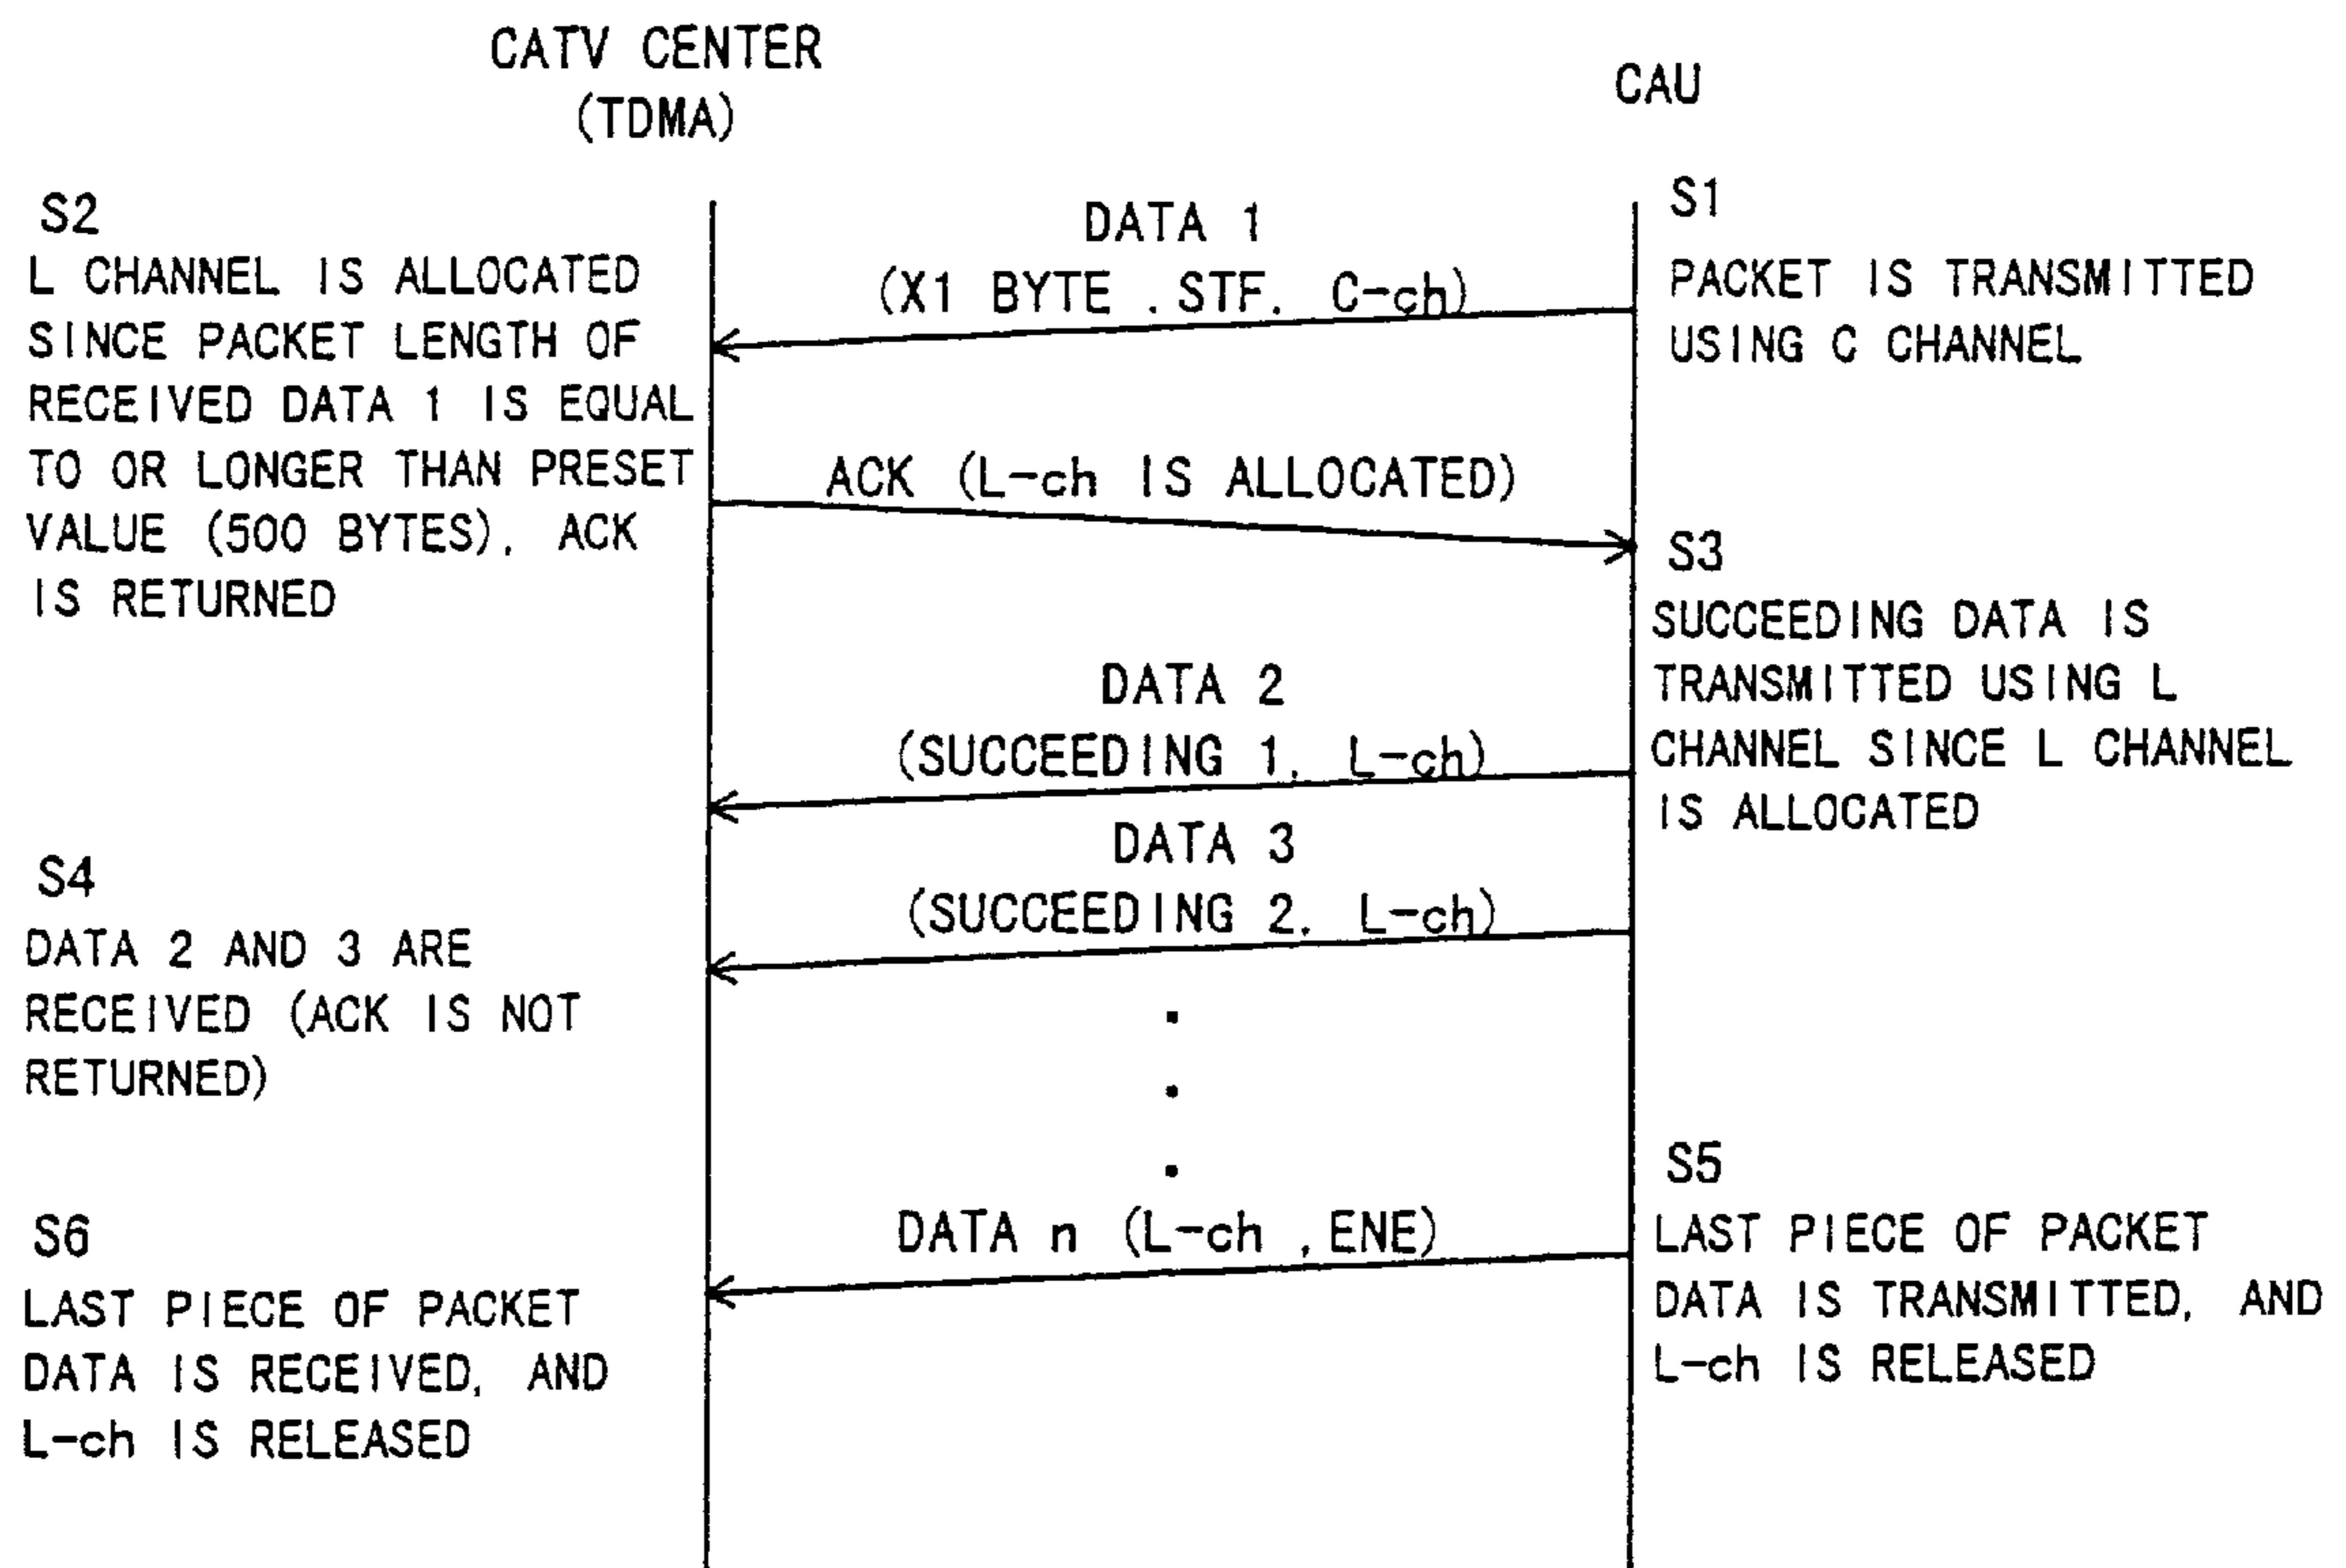 CATV CENTER
(TDMA)
CAU
S2
L CHANNEL IS ALLOCATED
SINCE PACKET LENGTH OF
RECEIVED DATA 1 IS EQUAL
TO OR LONGER THAN PRESET
VALUE (500 BYTES), ACK
IS RETURNED
DATA 1
(X1 BYTE .STF, C-ch)
S1
PACKET IS TRANSMITTED
USING C CHANNEL
ACK (L-ch IS ALLOCATED)
S3
SUCCEEDING DATA IS
TRANSMITTED USING L
CHANNEL SINCE L CHANNEL
IS ALLOCATED
DATA 2
(SUCCEEDING 1, L-ch)
DATA 3
(SUCCEEDING 2, L-ch)
S4
DATA 2 AND 3 ARE
RECEIVED (ACK IS NOT
RETURNED)
DATA n (L-ch ,ENE)
S5
LAST PIECE OF PACKET
DATA IS TRANSMITTED, AND
L-ch IS RELEASED
S6
LAST PIECE OF PACKET
DATA IS RECEIVED, AND
L-ch IS RELEASED